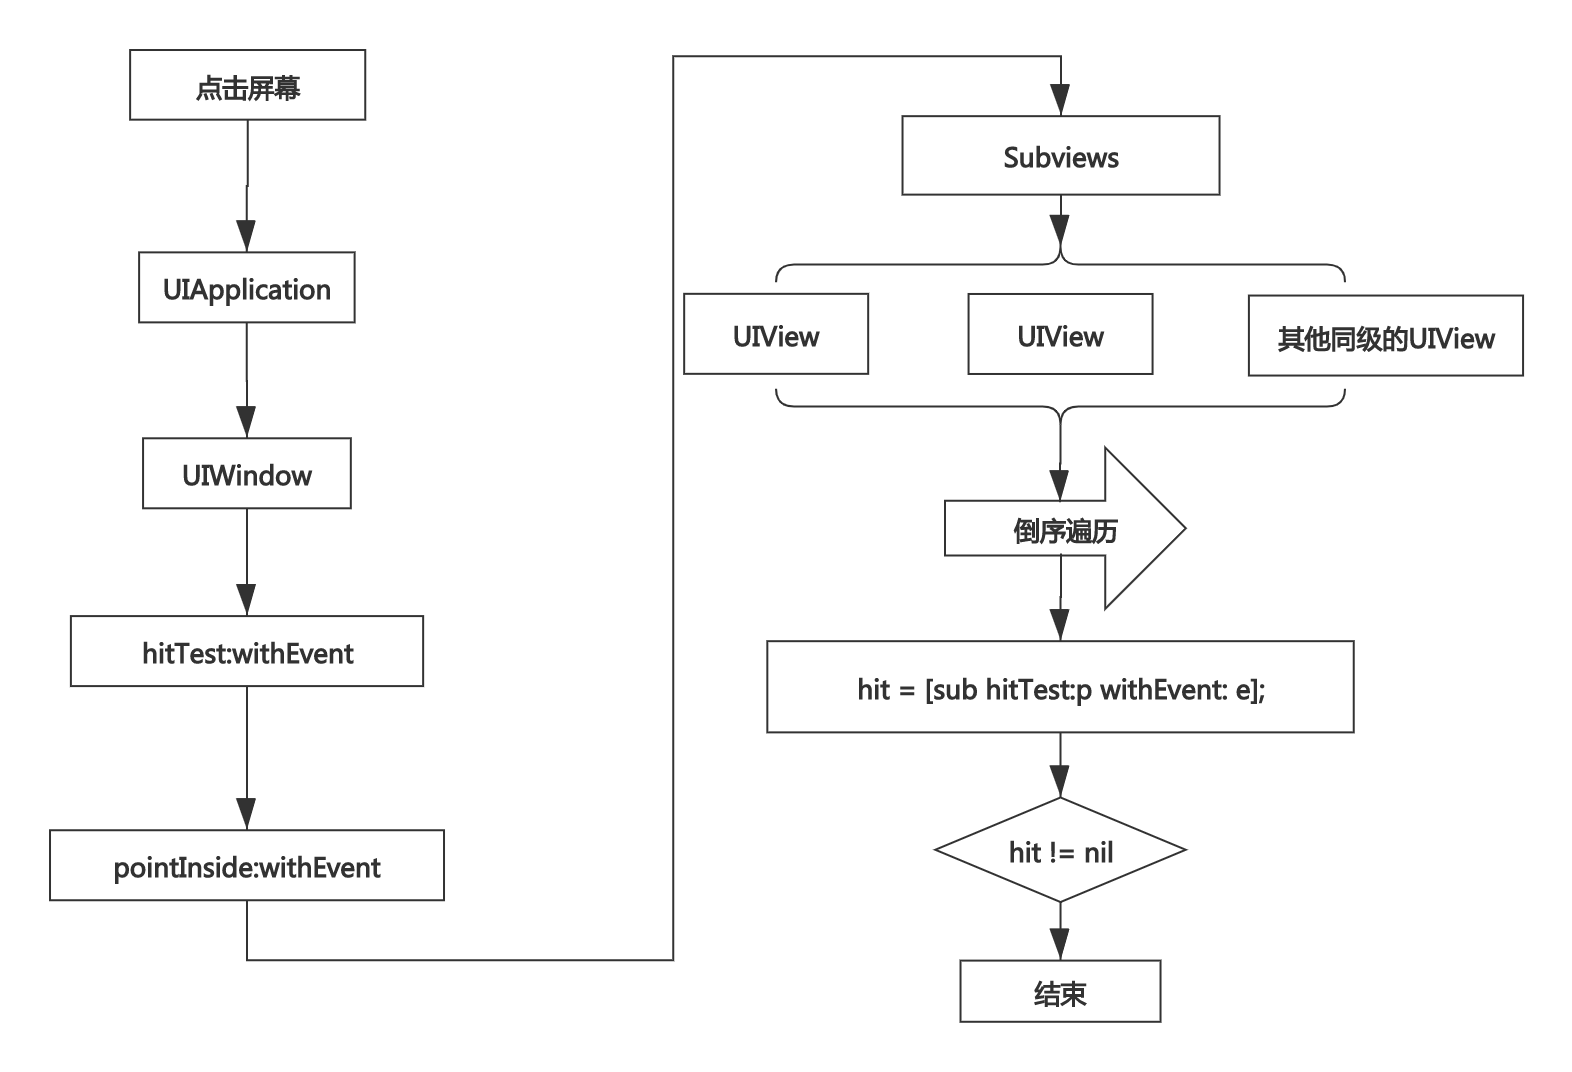 点击屏幕
UIApplication
UIWindow
hitTest:withEvent
pointInside:withEvent
Subviews
UIView
UIView
其他同级的UIView
倒序遍历
hit = [sub hitTest:p withEvent: e];
hit != nil
结束